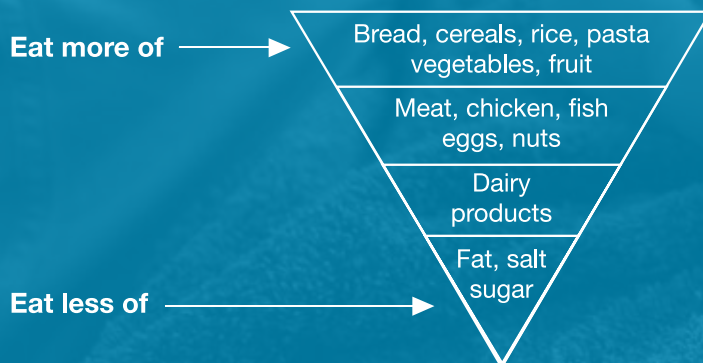 Eat more of
Bread, cereals, rice, pasta
vegetables, fruit
Meat, chicken, fish
eggs, nuts
Dairy
products
Fat, salt
sugar
Eat less of